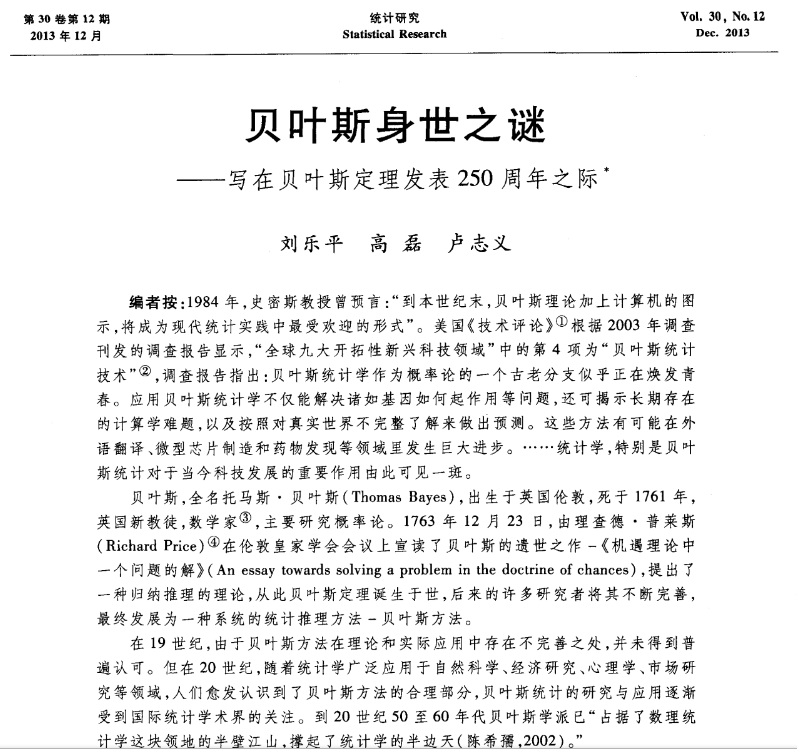 第 30 卷第 12 期
2013 年 12 月
统计研究
Statistical Research
Vol. 30, No. 12
Dec. 2013
贝叶斯身世之谜
——写在贝叶斯定理发表 250 周年之际*
刘乐平 高 磊 卢志义
编者按:1984 年,史密斯教授曾预言:“到本世纪末,贝叶斯理论加上计算机的图
示,将成为现代统计实践中最受欢迎的形式”。美国《技术评论》①根据 2003 年调查
刊发的调查报告显示,“全球九大开拓性新兴科技领域”中的第 4 项为“贝叶斯统计
技术”②,调查报告指出:贝叶斯统计学作为概率论的一个古老分支似乎正在焕发青
春。应用贝叶斯统计学不仅能解决诸如基因如何起作用等问题,还可揭示长期存在
的计算学难题,以及按照对真实世界不完整了解来做出预测。这些方法有可能在外
语翻译、微型芯片制造和药物发现等领域里发生巨大进步。……统计学,特别是贝叶
斯统计对于当今科技发展的重要作用由此可见一斑。
贝叶斯,全名托马斯·贝叶斯(Thomas Bayes),出生于英国伦敦,死于 1761 年,
英国新教徒,数学家③,主要研究概率论。1763 年 12 月 23 日,由理查德·普莱斯
(Richard Price)④在伦敦皇家学会会议上宣读了贝叶斯的遗世之作－《机遇理论中
一个问题的解》(An essay towards solving a problem in the doctrine of chances),提出了
一种归纳推理的理论,从此贝叶斯定理诞生于世,后来的许多研究者将其不断完善,
最终发展为一种系统的统计推理方法－贝叶斯方法。
在 19 世纪,由于贝叶斯方法在理论和实际应用中存在不完善之处,并未得到普
遍认可。但在 20 世纪,随着统计学广泛应用于自然科学、经济研究、心理学、市场研
究等领域,人们愈发认识到了贝叶斯方法的合理部分,贝叶斯统计的研究与应用逐渐
受到国际统计学术界的关注。到 20 世纪 50 至 60 年代贝叶斯学派已“占据了数理统
计学这块领地的半壁江山,撑起了统计学的半边天(陈希孺,2002)。”